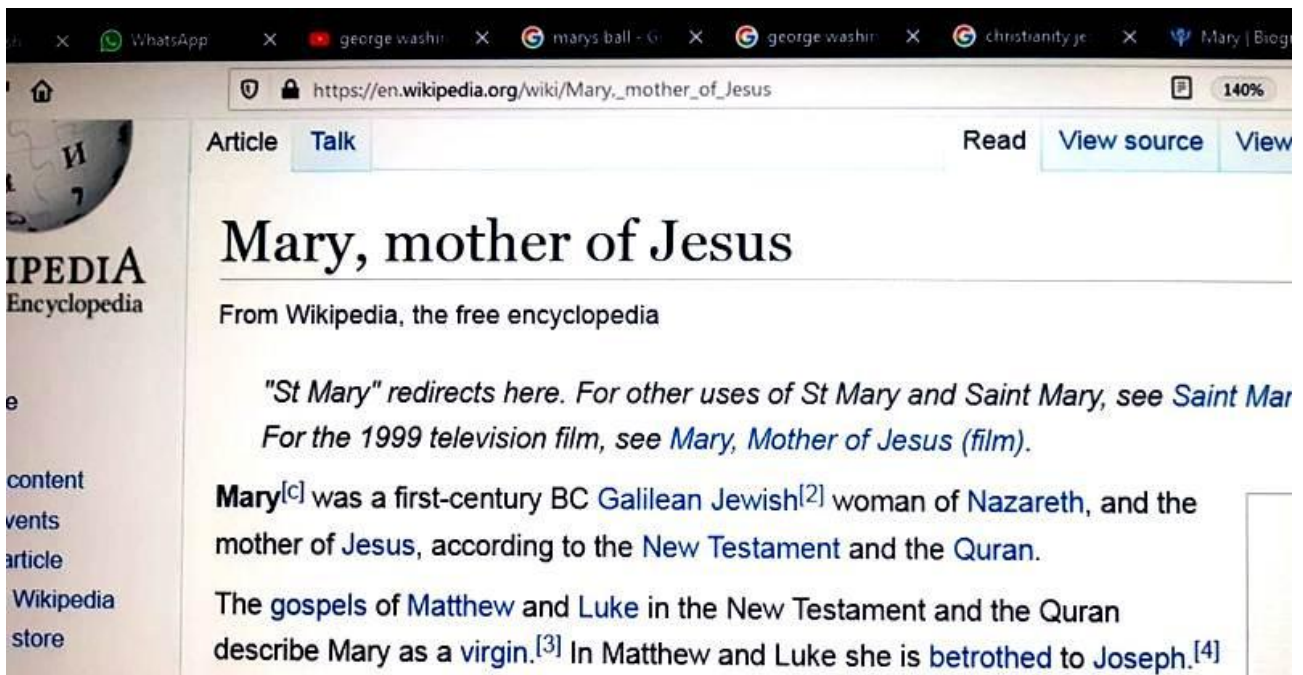 WhatsApp
george washin
marys ball - G
george washin
christianity je
Mary | Biogr
https://en.wikipedia.org/wiki/Mary,_mother_of_Jesus
140%
Article
Talk
Read
View source
View
IPEDIA
Encyclopedia
Mary, mother of Jesus
From Wikipedia, the free encyclopedia
"St Mary" redirects here. For other uses of St Mary and Saint Mary, see Saint Mar
For the 1999 television film, see Mary, Mother of Jesus (film).
e
content
vents
article
Wikipedia
store
Mary[c] was a first-century BC Galilean Jewish[2] woman of Nazareth, and the
mother of Jesus, according to the New Testament and the Quran.
The gospels of Matthew and Luke in the New Testament and the Quran
describe Mary as a virgin.[3] In Matthew and Luke she is betrothed to Joseph.[4]